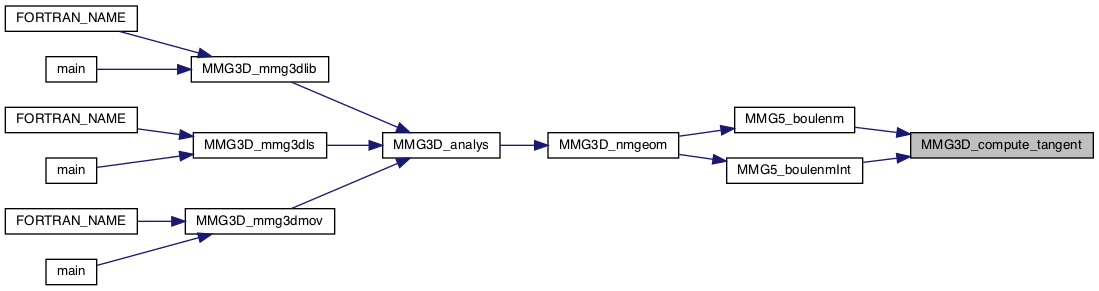 FORTRAN_NAME
main
MMG3D_mmg3dlib
FORTRAN_NAME
main
MMG3D_mmg3dls
MMG3D_analys
MMG3D_nmgeom
MMG5_boulenm
MMG5_boulenmInt
MMG3D_compute_tangent
FORTRAN_NAME
main
MMG3D_mmg3dmov